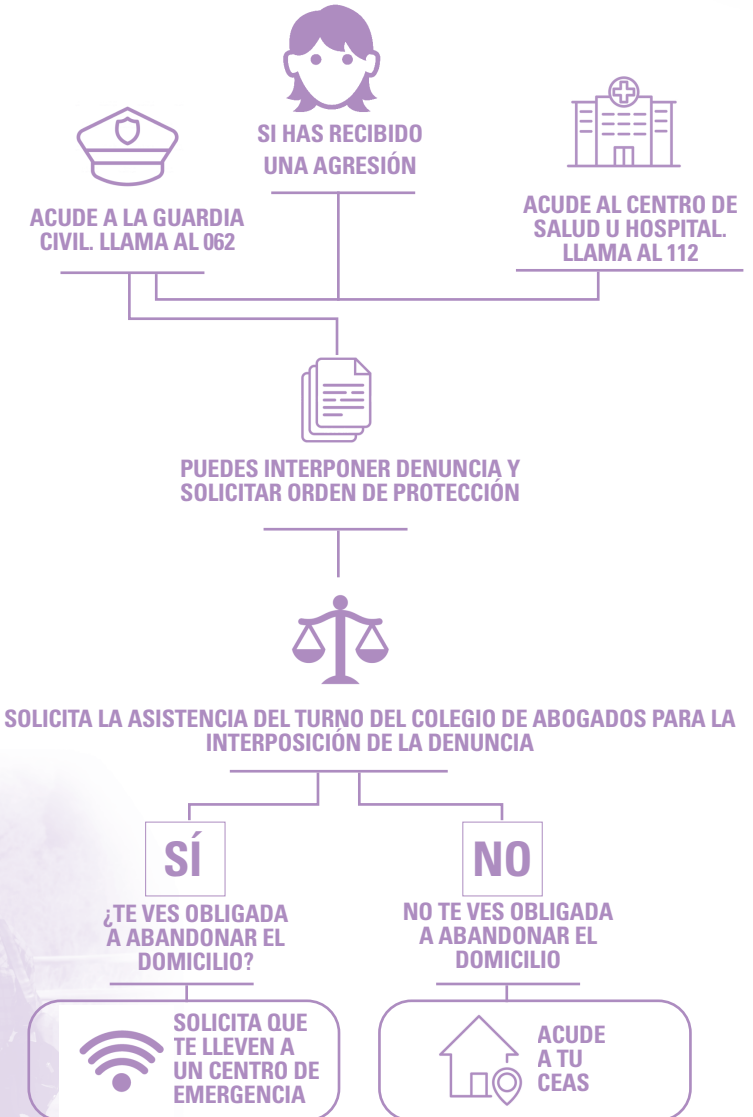 SI HAS RECIBIDO
UNA AGRESIÓN
ACUDE A LA GUARDIA
CIVIL. LLAMA AL 062
ACUDE AL CENTRO DE
SALUD U HOSPITAL.
LLAMA AL 112
PUEDES INTERPONER DENUNCIA Y
SOLICITAR ORDEN DE PROTECCIÓN
SOLICITA LA ASISTENCIA DEL TURNO DEL COLEGIO DE ABOGADOS PARA LA
INTERPOSICIÓN DE LA DENUNCIA
SÍ
¿TE VES OBLIGADA
A ABANDONAR EL
DOMICILIO?
SOLICITA QUE
TE LLEVEN A
UN CENTRO DE
EMERGENCIA
NO
NO TE VES OBLIGADA
A ABANDONAR EL
DOMICILIO
ACUDE
A TU
CEAS